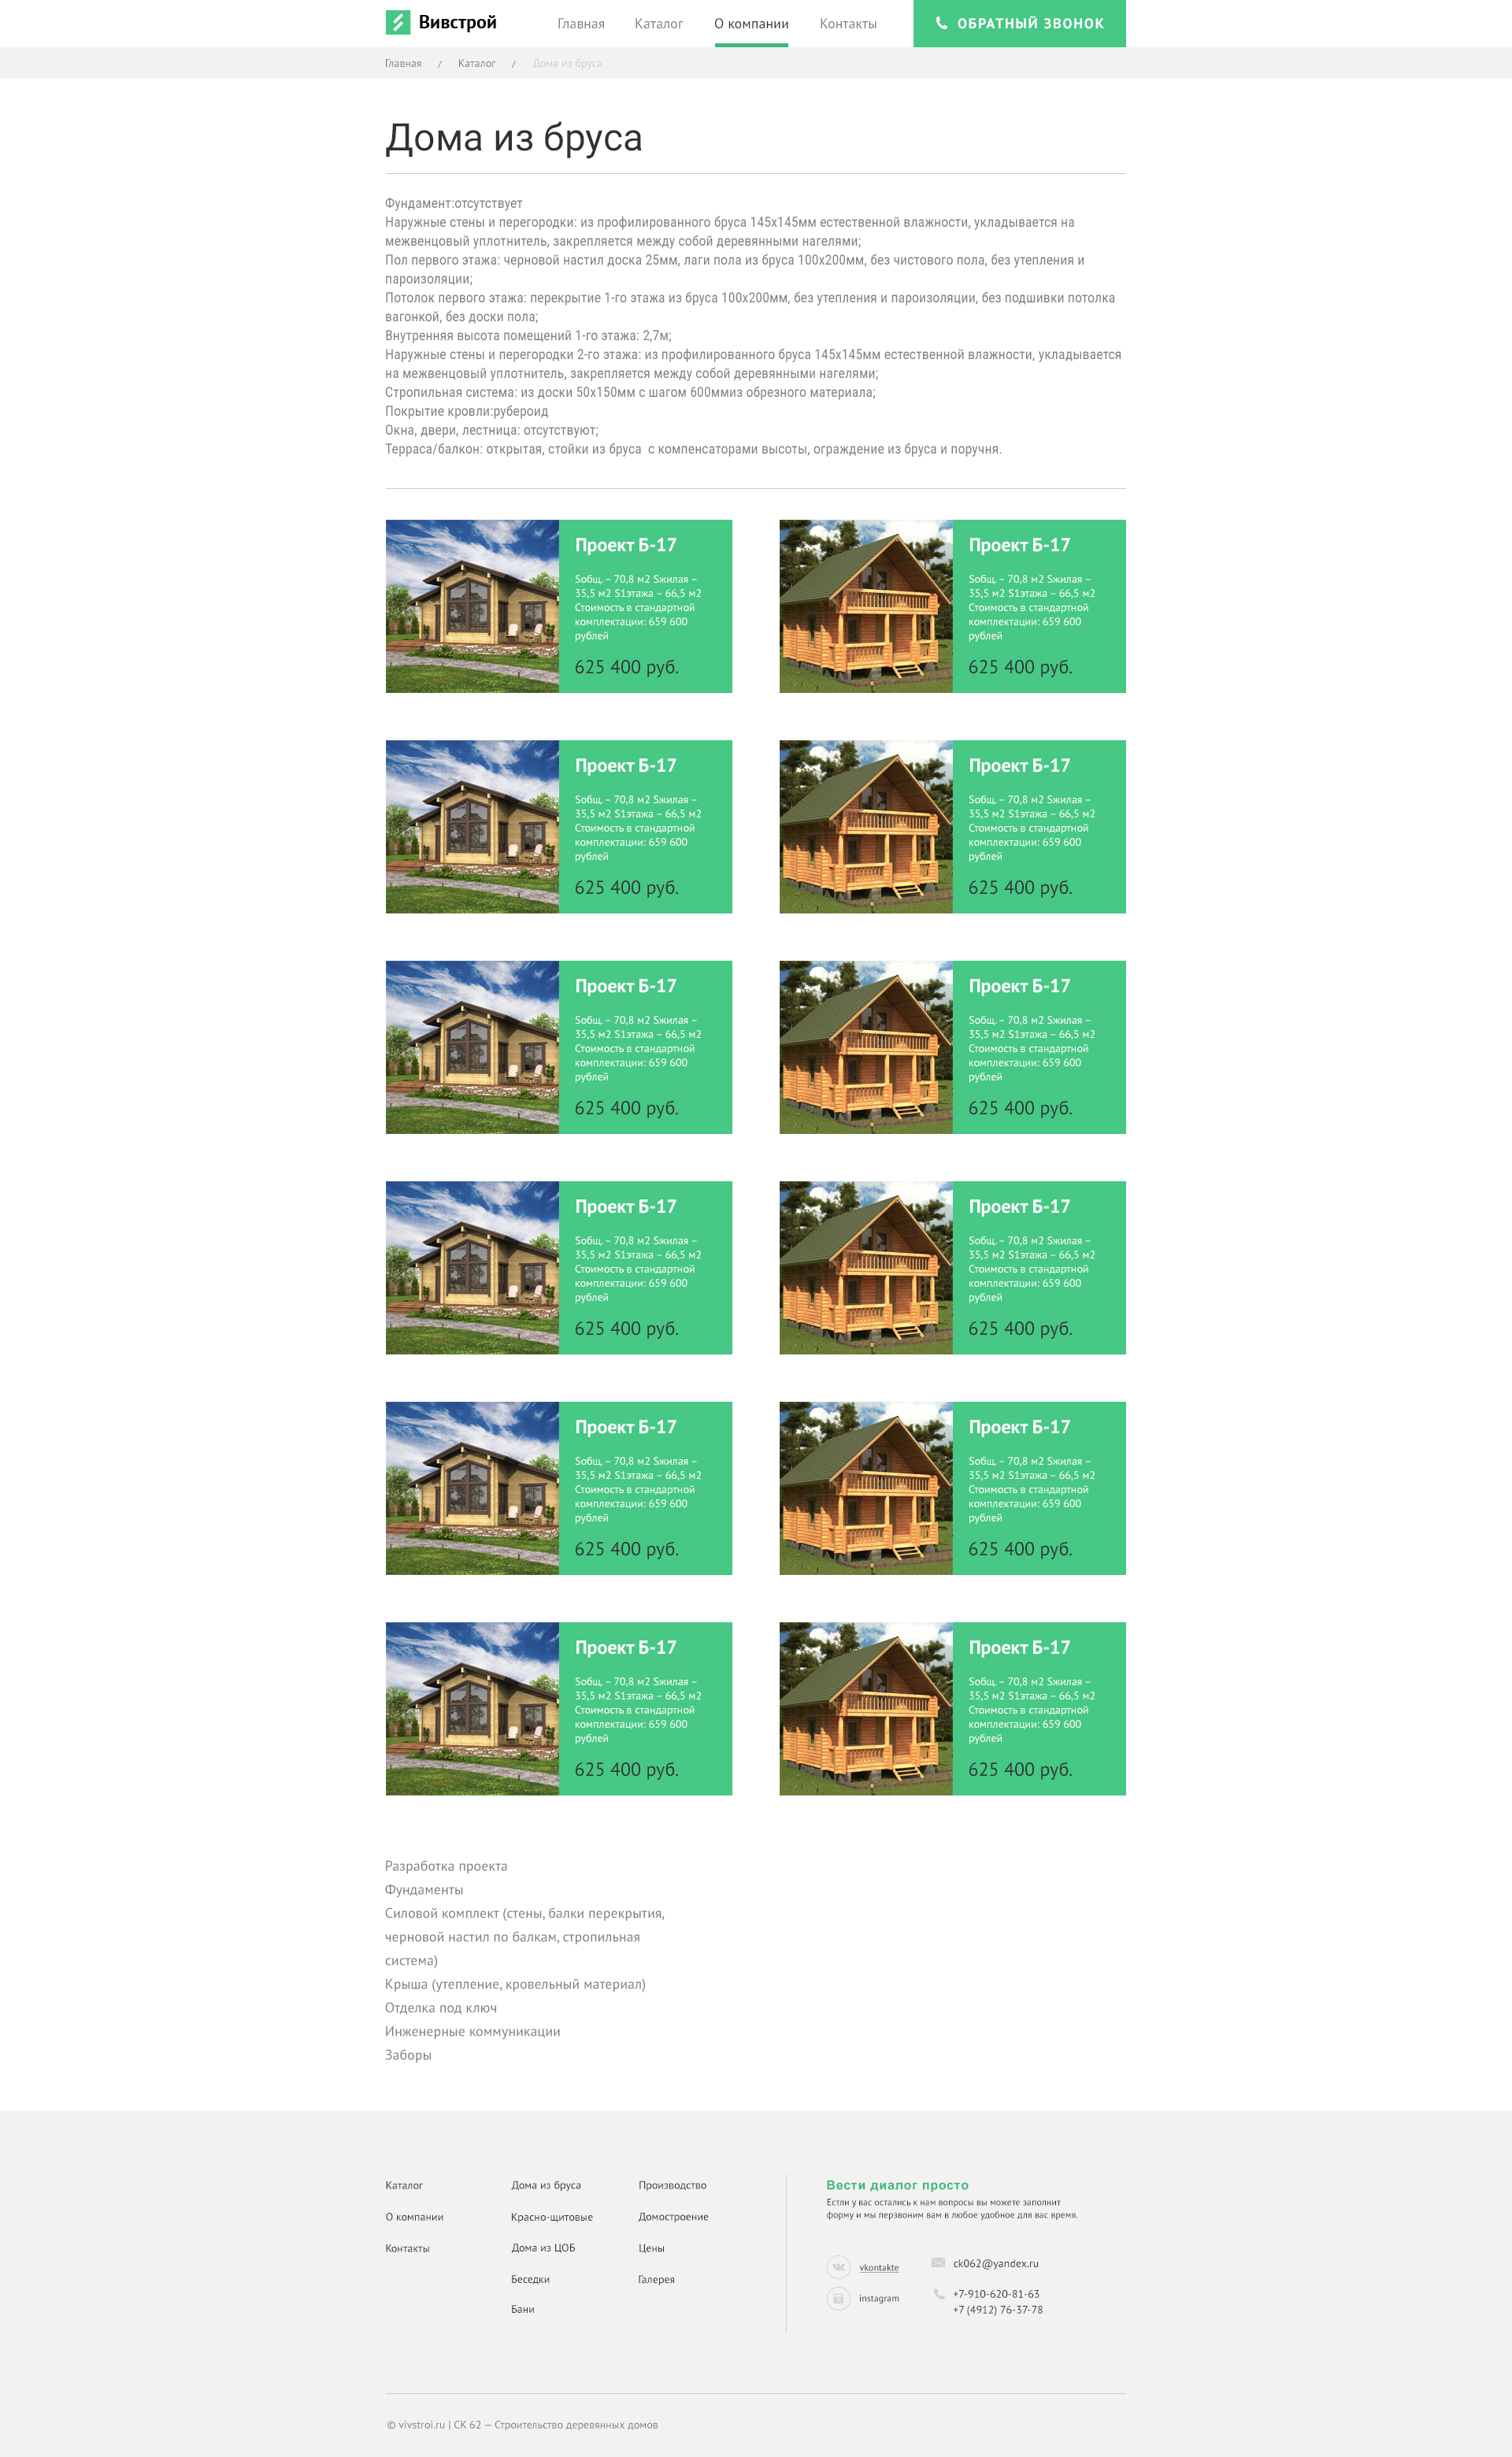 Вивстрой
Главная
Каталог
О компании
Контакты
ОБРАТНЫЙ ЗВОНОК
Главная / Каталог / Дома из бруса
Дома из бруса
Фундамент:отсутствует
Наружные стены и перегородки: из профилированного бруса 145х145мм естественной влажности, укладывается на
межвенцовый уплотнитель, закрепляется между собой деревянными нагелями;
Пол первого этажа: черновой настил доска 25мм, лаги пола из бруса 100х200мм, без чистового пола, без утепления и
пароизоляции;
Потолок первого этажа: перекрытие 1-го этажа из бруса 100х200мм, без утепления и пароизоляции, без подшивки потолка
вагонкой, без доски пола;
Внутренняя высота помещений 1-го этажа: 2,7м;
Наружные стены и перегородки 2-го этажа: из профилированного бруса 145х145мм естественной влажности, укладывается
на межвенцовый уплотнитель, закрепляется между собой деревянными нагелями;
Стропильная система: из доски 50х150мм с шагом 600ммиз обрезного материала;
Покрытие кровли:рубероид
Окна, двери, лестница: отсутствуют;
Терраса/балкон: открытая, стойки из бруса  с компенсаторами высоты, ограждение из бруса и поручня.
Проект Б-17
Sобщ. – 70,8 м2 Sжилая –
35,5 м2 S1этажа – 66,5 м2
Стоимость в стандартной
комплектации: 659 600
рублей
625 400 руб.
Проект Б-17
Sобщ. – 70,8 м2 Sжилая –
35,5 м2 S1этажа – 66,5 м2
Стоимость в стандартной
комплектации: 659 600
рублей
625 400 руб.
Проект Б-17
Sобщ. – 70,8 м2 Sжилая –
35,5 м2 S1этажа – 66,5 м2
Стоимость в стандартной
комплектации: 659 600
рублей
625 400 руб.
Проект Б-17
Sобщ. – 70,8 м2 Sжилая –
35,5 м2 S1этажа – 66,5 м2
Стоимость в стандартной
комплектации: 659 600
рублей
625 400 руб.
Проект Б-17
Sобщ. – 70,8 м2 Sжилая –
35,5 м2 S1этажа – 66,5 м2
Стоимость в стандартной
комплектации: 659 600
рублей
625 400 руб.
Проект Б-17
Sобщ. – 70,8 м2 Sжилая –
35,5 м2 S1этажа – 66,5 м2
Стоимость в стандартной
комплектации: 659 600
рублей
625 400 руб.
Проект Б-17
Sобщ. – 70,8 м2 Sжилая –
35,5 м2 S1этажа – 66,5 м2
Стоимость в стандартной
комплектации: 659 600
рублей
625 400 руб.
Проект Б-17
Sобщ. – 70,8 м2 Sжилая –
35,5 м2 S1этажа – 66,5 м2
Стоимость в стандартной
комплектации: 659 600
рублей
625 400 руб.
Проект Б-17
Sобщ. – 70,8 м2 Sжилая –
35,5 м2 S1этажа – 66,5 м2
Стоимость в стандартной
комплектации: 659 600
рублей
625 400 руб.
Проект Б-17
Sобщ. – 70,8 м2 Sжилая –
35,5 м2 S1этажа – 66,5 м2
Стоимость в стандартной
комплектации: 659 600
рублей
625 400 руб.
Проект Б-17
Sобщ. – 70,8 м2 Sжилая –
35,5 м2 S1этажа – 66,5 м2
Стоимость в стандартной
комплектации: 659 600
рублей
625 400 руб.
Проект Б-17
Sобщ. – 70,8 м2 Sжилая –
35,5 м2 S1этажа – 66,5 м2
Стоимость в стандартной
комплектации: 659 600
рублей
625 400 руб.
Разработка проекта
Фундаменты
Силовой комплект (стены, балки перекрытия,
черновой настил по балкам, стропильная
система)
Крыша (утепление, кровельный материал)
Отделка под ключ
Инженерные коммуникации
Заборы
Каталог
О компании
Контакты
Дома из бруса
Красно-щитовые
Дома из ЦОБ
Беседки
Бани
Производство
Домостроение
Цены
Галерея
Вести диалог просто
Естли у вас остались к нам вопросы вы можете заполнит
форму и мы перзвоним вам в любое удобное для вас время.
vkontakte
instagram
ck062@yandex.ru
+7-910-620-81-63
+7 (4912) 76-37-78
© vivstroi.ru | СК 62 — Строительство деревянных домов